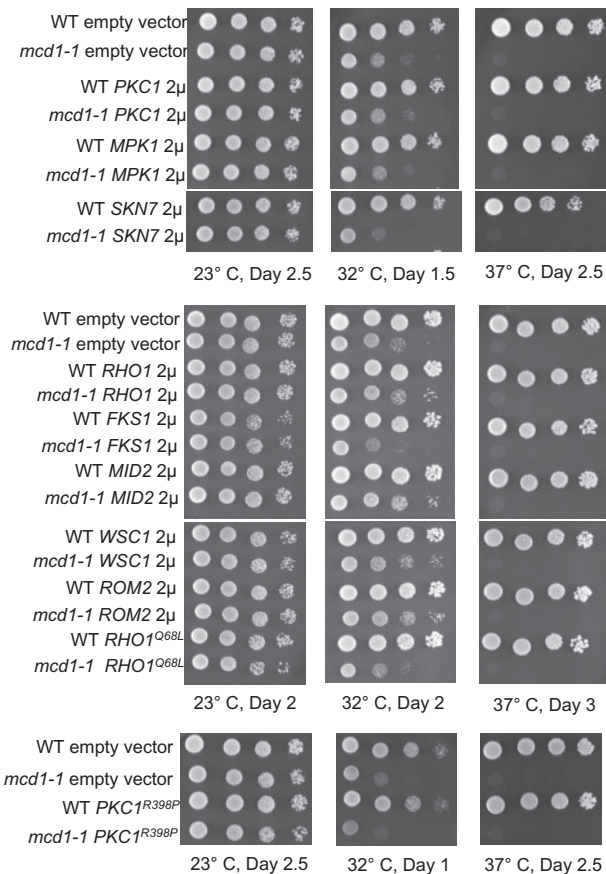 WT empty vector
mcd1-1 empty vector
WT PKC1 2µ
mcd1-1 PKC1 2µ
WT MPK1 2µ
mcd1-1 MPK1 2µ
WT SKN7 2µ
mcd1-1 SKN7 2µ
23° C, Day 2.5 32° C, Day 1.5 37° C, Day 2.5
WT empty vector
mcd1-1 empty vector
WT RHO1 2µ
mcd1-1 RHO1 2µ
WT FKS1 2µ
mcd1-1 FKS1 2µ
WT MID2 2µ
mcd1-1 MID2 2µ
WT WSC1 2µ
mcd1-1 WSC1 2µ
WT ROM2 2µ
mcd1-1 ROM2 2µ
WT RHO1Q68L
mcd1-1 RHO1Q68L
23° C, Day 2 32° C, Day 2 37° C, Day 3
WT empty vector
mcd1-1 empty vector
WT PKC1R398P
mcd1-1 PKC1R398P
23° C, Day 2.5 32° C, Day 1 37° C, Day 2.5